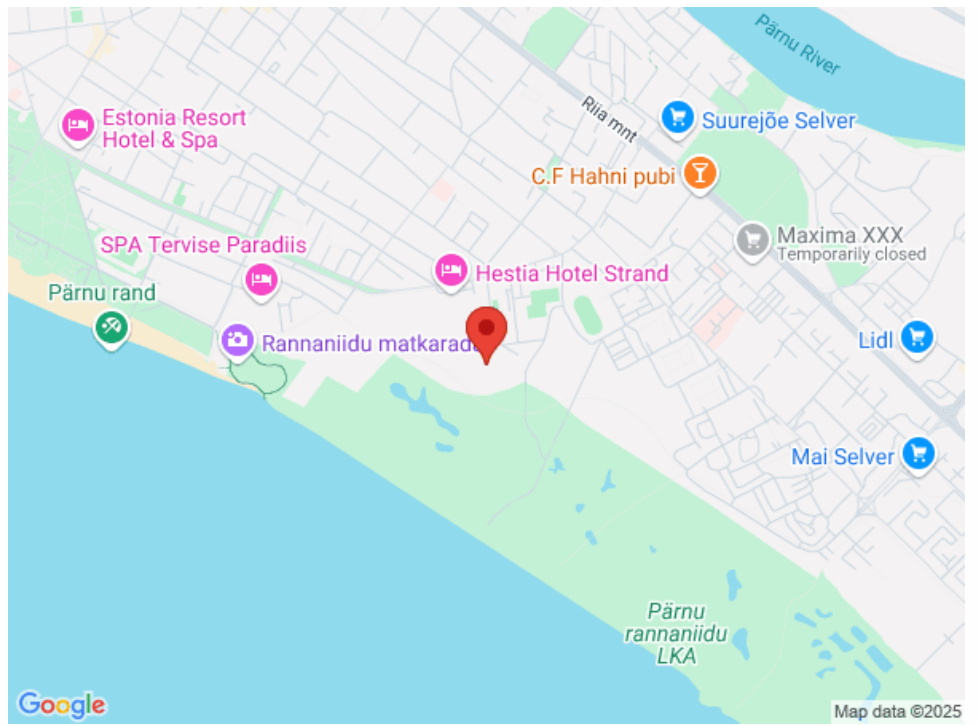 Pärnu River
Estonia Resort
Hotel & Spa
Riia mnt
Suurejõe Selver
C.F Hahni pubi
SPA Tervise Paradiis
Maxima XXX
Temporarily closed
Hestia Hotel Strand
Pärnu rand
Rannaniidu matkarada
Lidl
Mai Selver
Pärnu
rannaniidu
LKA
Google
Map data ©2025